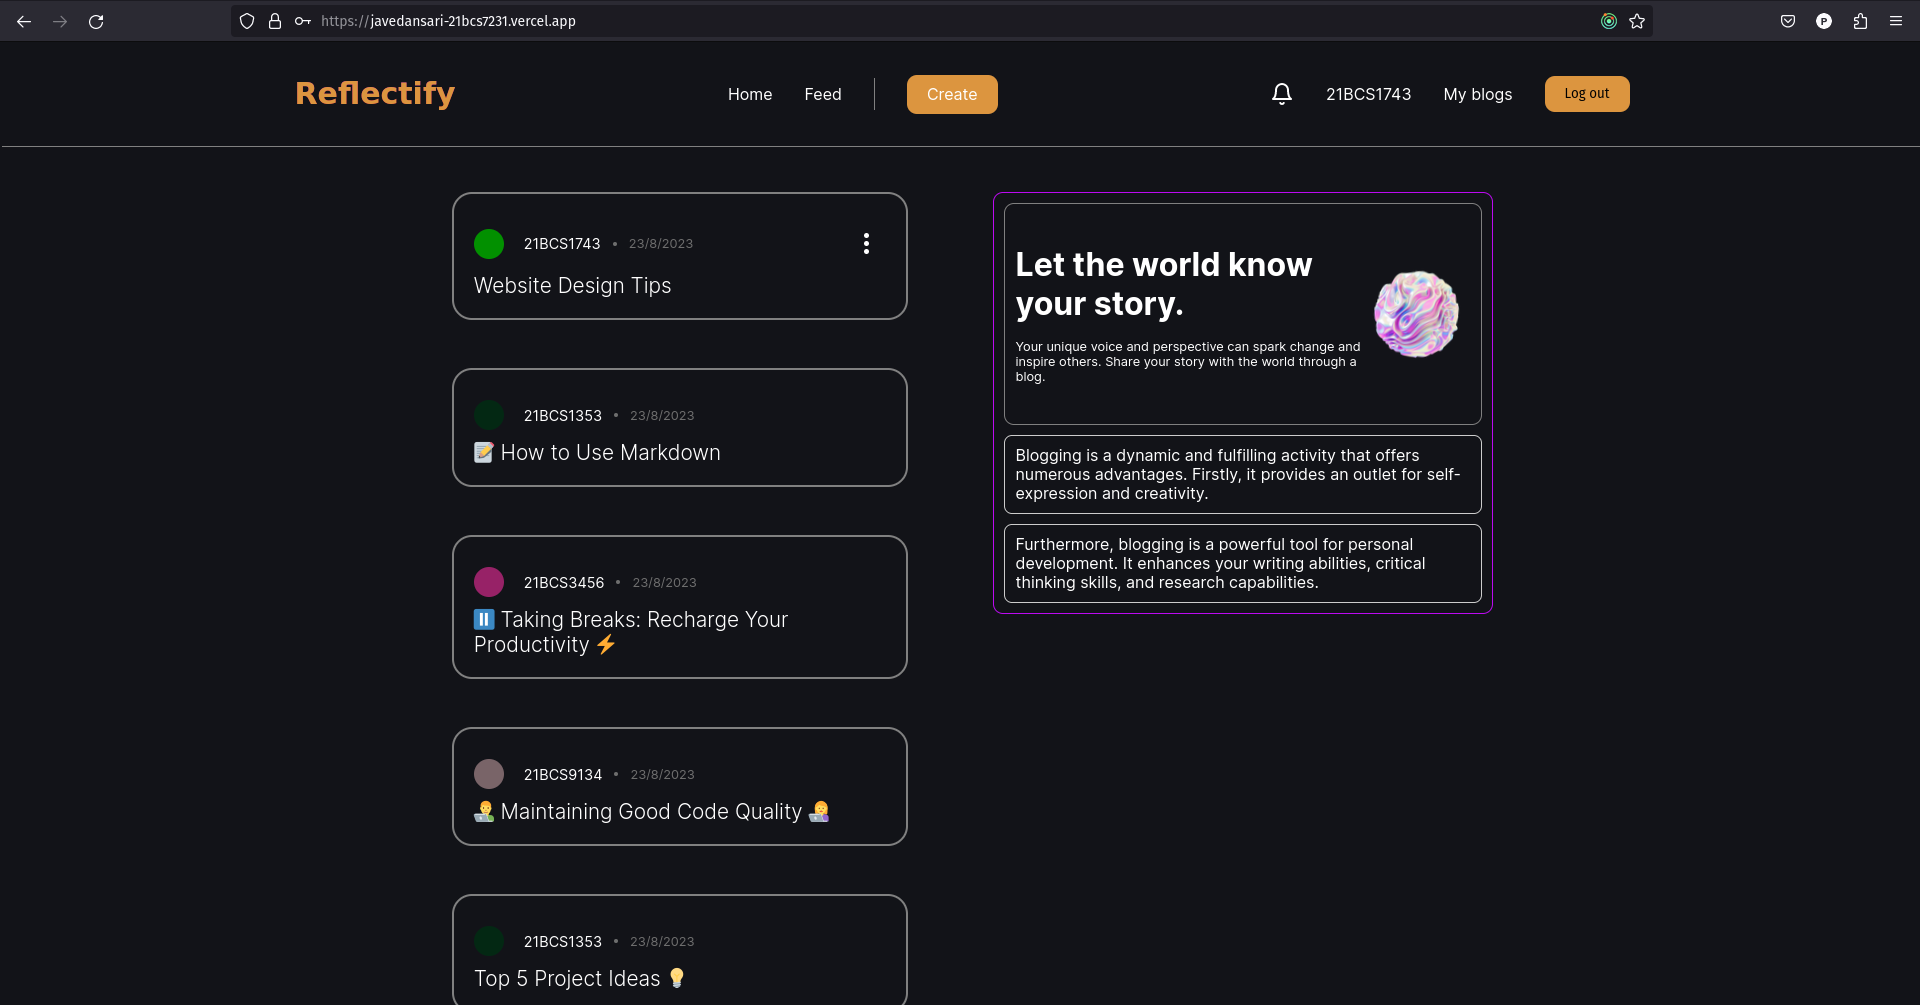 https://javedansari-21bcs7231.vercel.app
P
Reflectify
Home
Feed
Create
21BCS1743
My blogs
Log out
21BCS1743 • 23/8/2023
Website Design Tips
21BCS1353 • 23/8/2023
📝 How to Use Markdown
21BCS3456 • 23/8/2023
⏸️ Taking Breaks: Recharge Your
Productivity ⚡
21BCS9134 • 23/8/2023
👨‍💻 Maintaining Good Code Quality 👩‍💻
21BCS1353 • 23/8/2023
Top 5 Project Ideas 💡
Let the world know
your story.
Your unique voice and perspective can spark change and
inspire others. Share your story with the world through a
blog.
Blogging is a dynamic and fulfilling activity that offers
numerous advantages. Firstly, it provides an outlet for self-
expression and creativity.
Furthermore, blogging is a powerful tool for personal
development. It enhances your writing abilities, critical
thinking skills, and research capabilities.